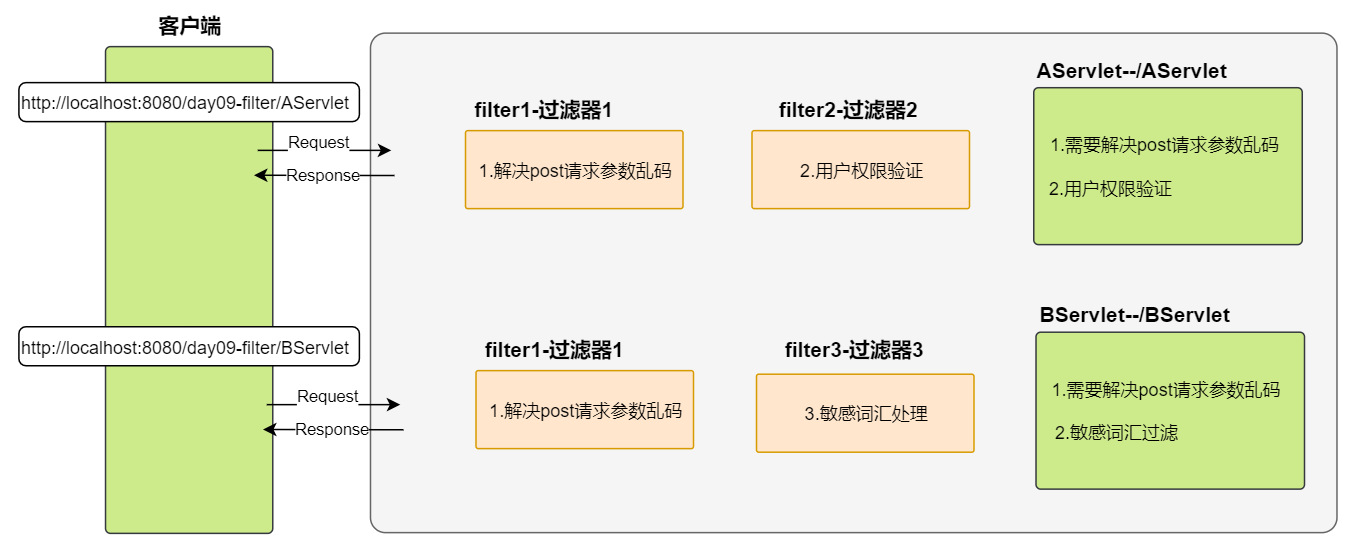 客户端
http://localhost:8080/day09-filter/AServlet
Request
Response
filter1-过滤器1
1.解决post请求参数乱码
filter2-过滤器2
2.用户权限验证
AServlet--/AServlet
1.需要解决post请求参数乱码
2.用户权限验证
http://localhost:8080/day09-filter/BServlet
Request
Response
filter1-过滤器1
1.解决post请求参数乱码
filter3-过滤器3
3.敏感词汇处理
BServlet--/BServlet
1.需要解决post请求参数乱码
2.敏感词汇过滤